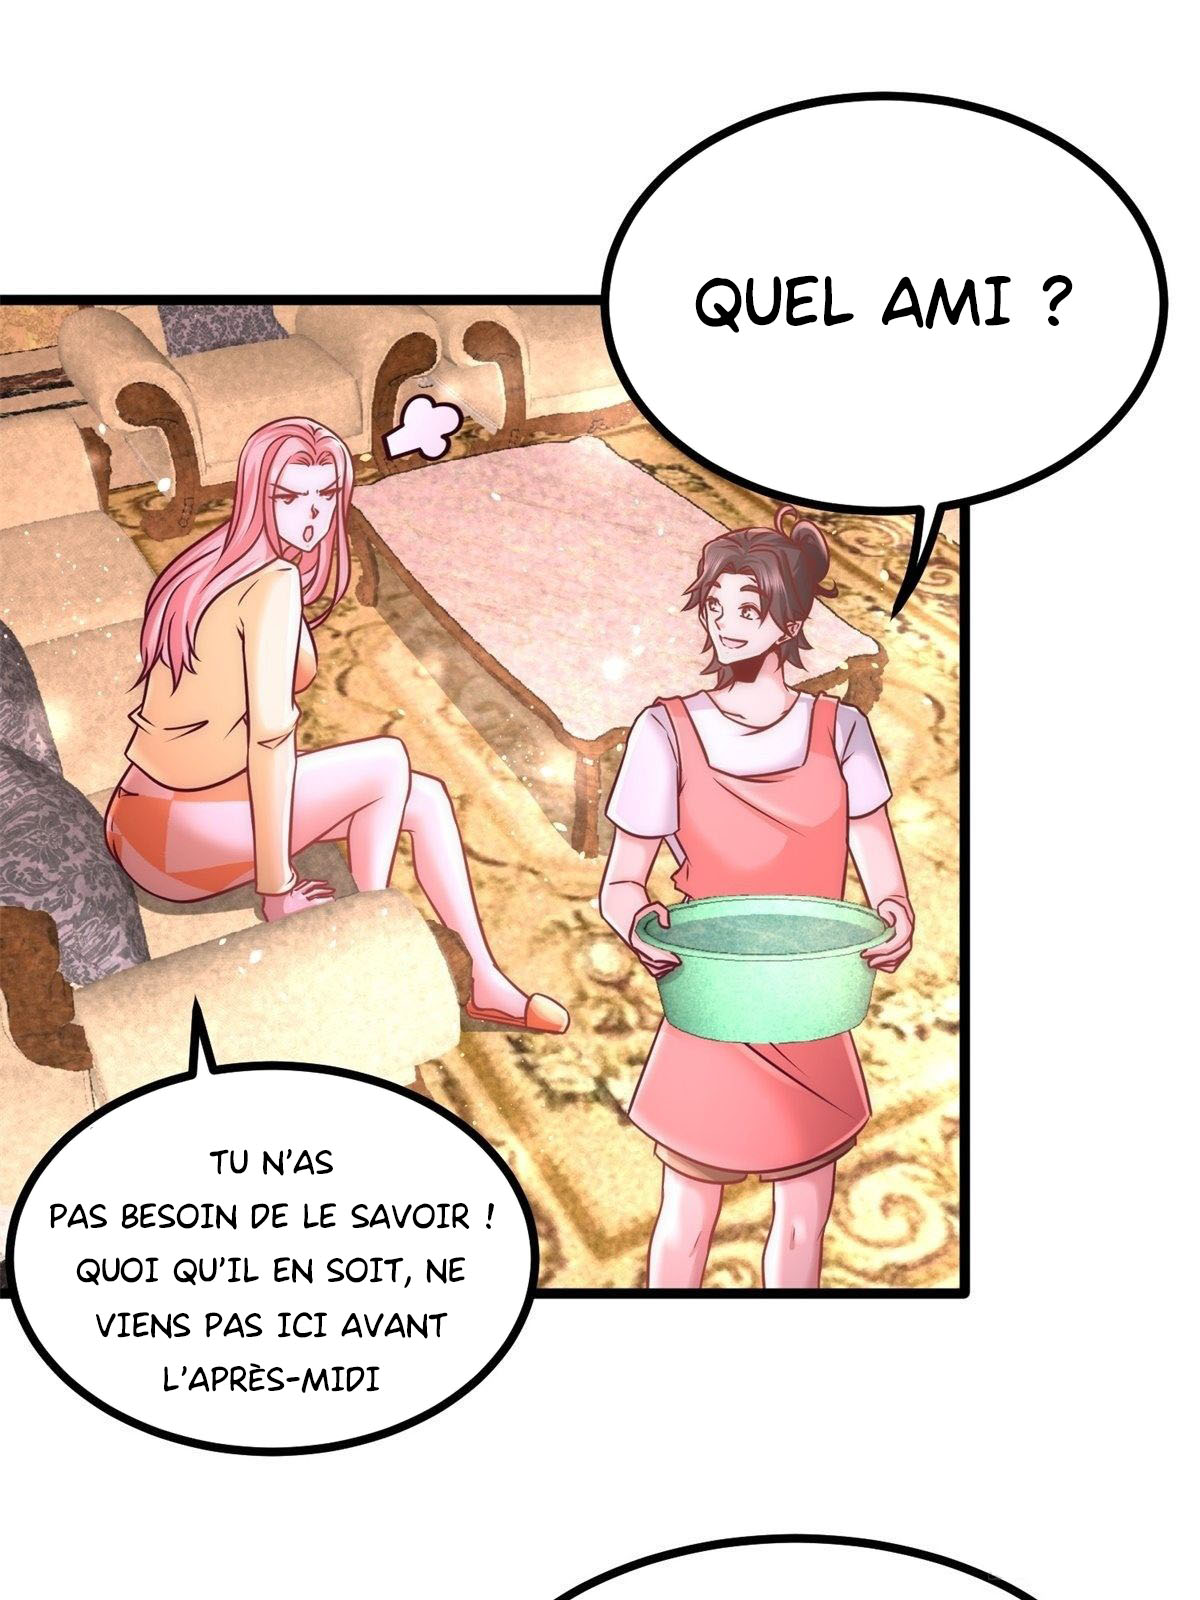 QUEL AMI ?
TU N'AS
PAS BESOIN DE LE SAVOIR !
QUOI QU'IL EN SOIT, NE
VIENS PAS ICI AVANT
L'APRÈS-MIDI